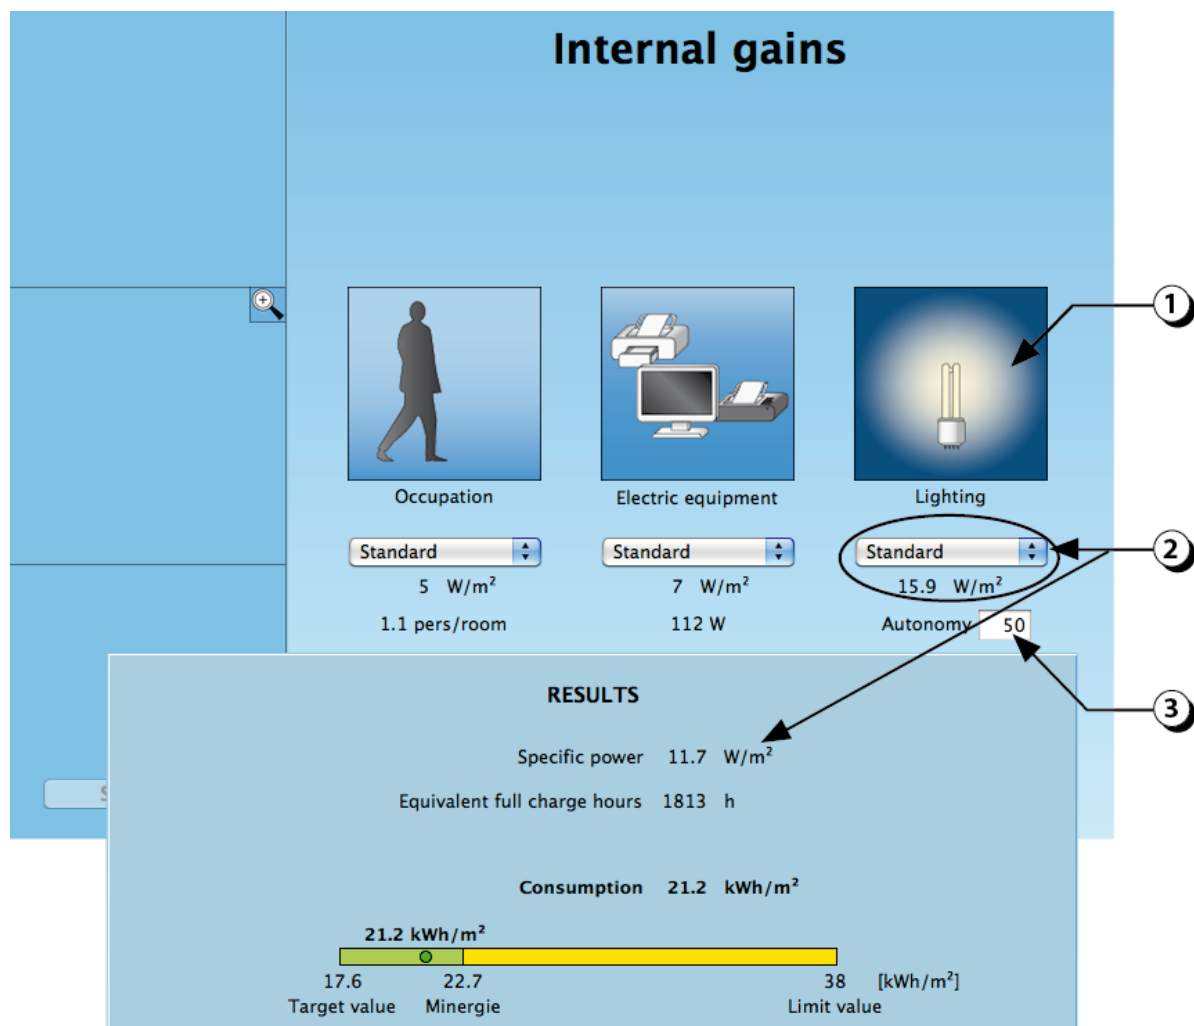 Internal gains
1
Occupation
Electric equipment
Lighting
Standard
Standard
Standard
2
5 W/m²
7 W/m²
15.9 W/m²
1.1 pers/room
112 W
Autonomy 50
RESULTS
3
Specific power 11.7 W/m²
S
Equivalent full charge hours 1813 h
Consumption 21.2 kWh/m²
21.2 kWh/m²
17.6 22.7 38 [kWh/m²]
Target value Minergie Limit value